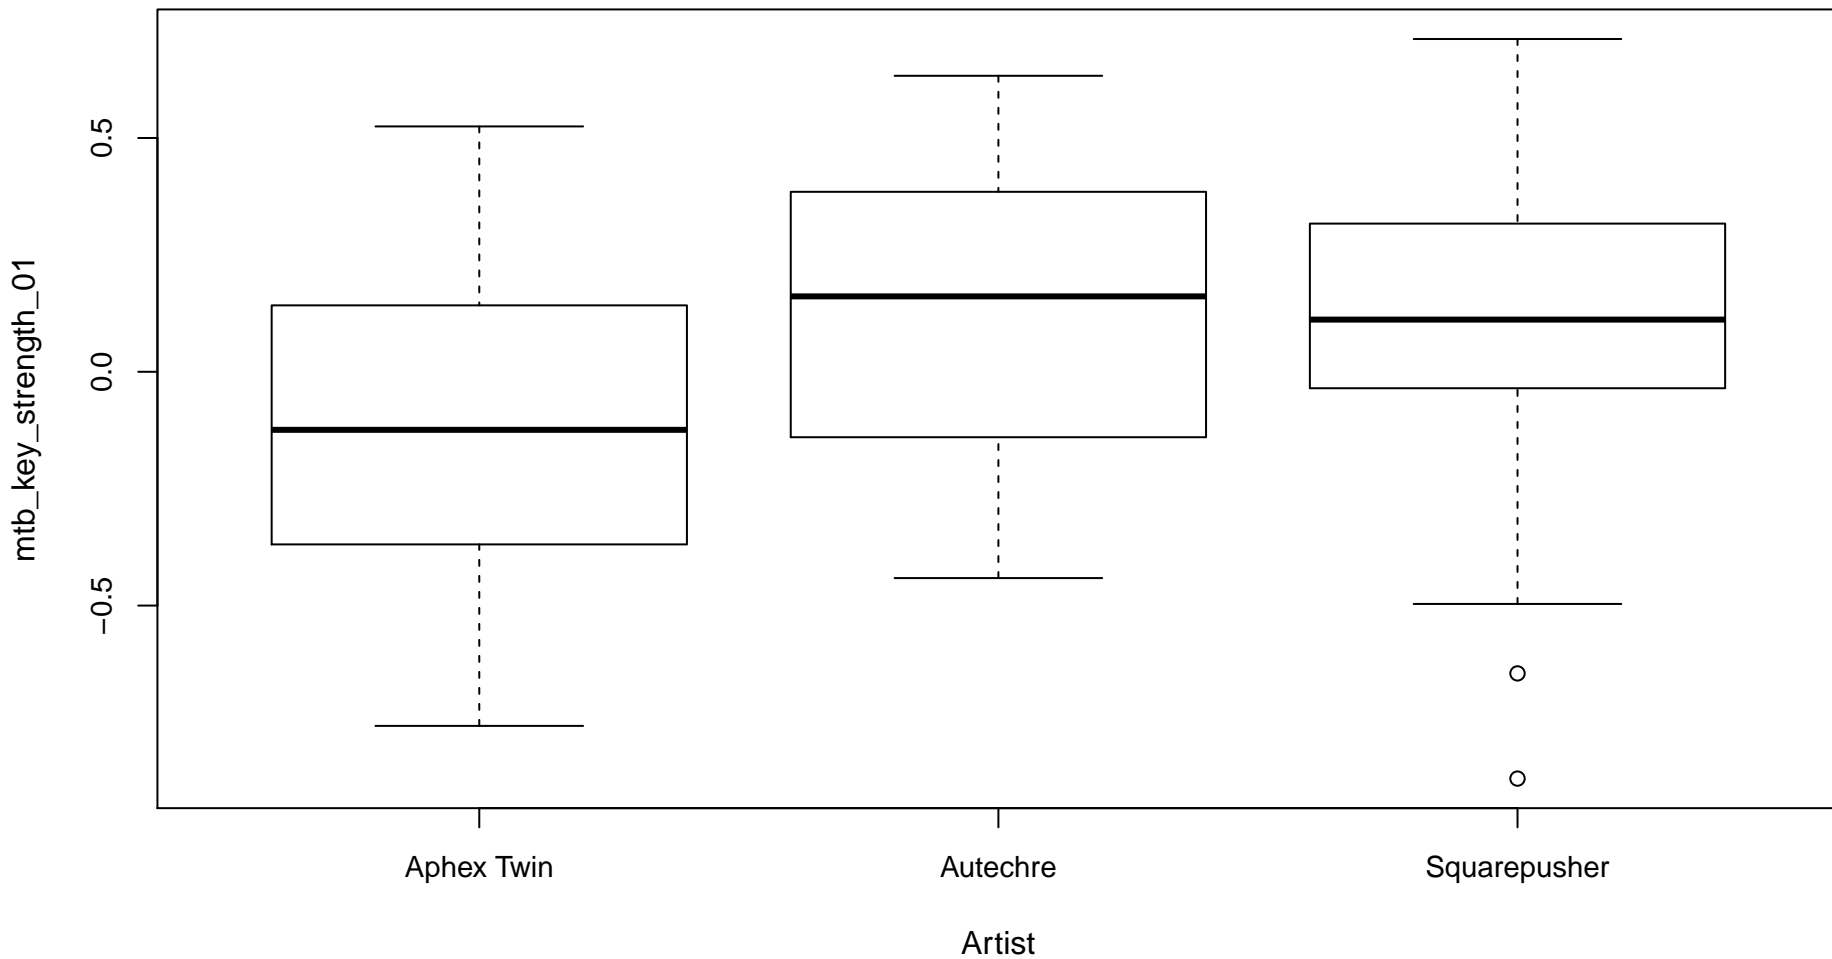 mtb_key_strength_01
0.5
0.0
−0.5
Aphex Twin Autechre Squarepusher
Artist